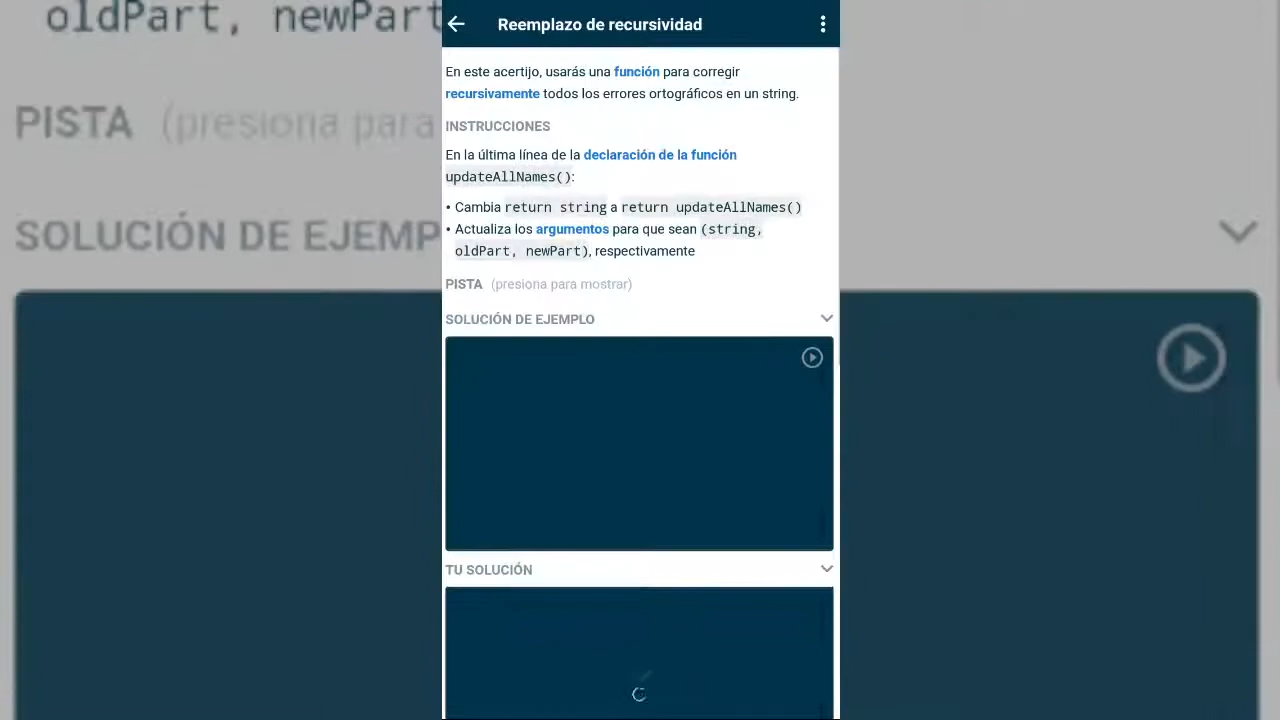 Reemplazo de recursividad
En este acertijo, usarás una función para corregir
recursivamente todos los errores ortográficos en un string.
INSTRUCCIONES
En la última línea de la declaración de la función
updateAllNames():
• Cambia return string a return updateAllNames()
• Actualiza los argumentos para que sean (string,
oldPart, newPart), respectivamente
PISTA (presiona para mostrar)
SOLUCIÓN DE EJEMPLO
TU SOLUCIÓN
oldPart, newPart
PISTA (presiona para
SOLUCIÓN DE EJEMP